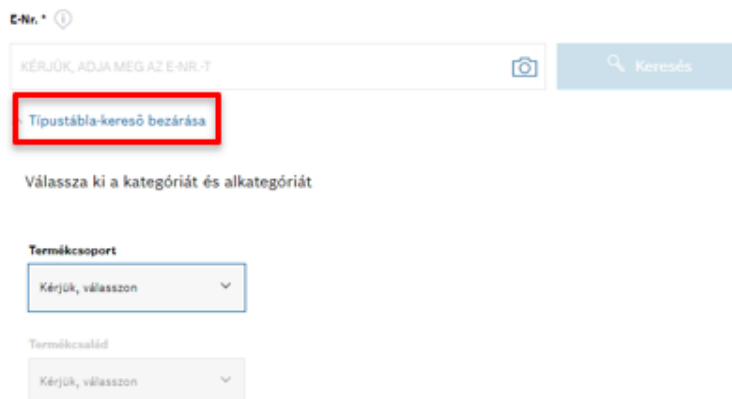 E-Nr. *
KÉRJÜK, ADJA MEG AZ E-NR.-T
Keresés
Típustábla-kereső bezárása
Válassza ki a kategóriát és alkategóriát
Termékcsoport
Kérjük, válasszon
Termékcsalád
Kérjük, válasszon